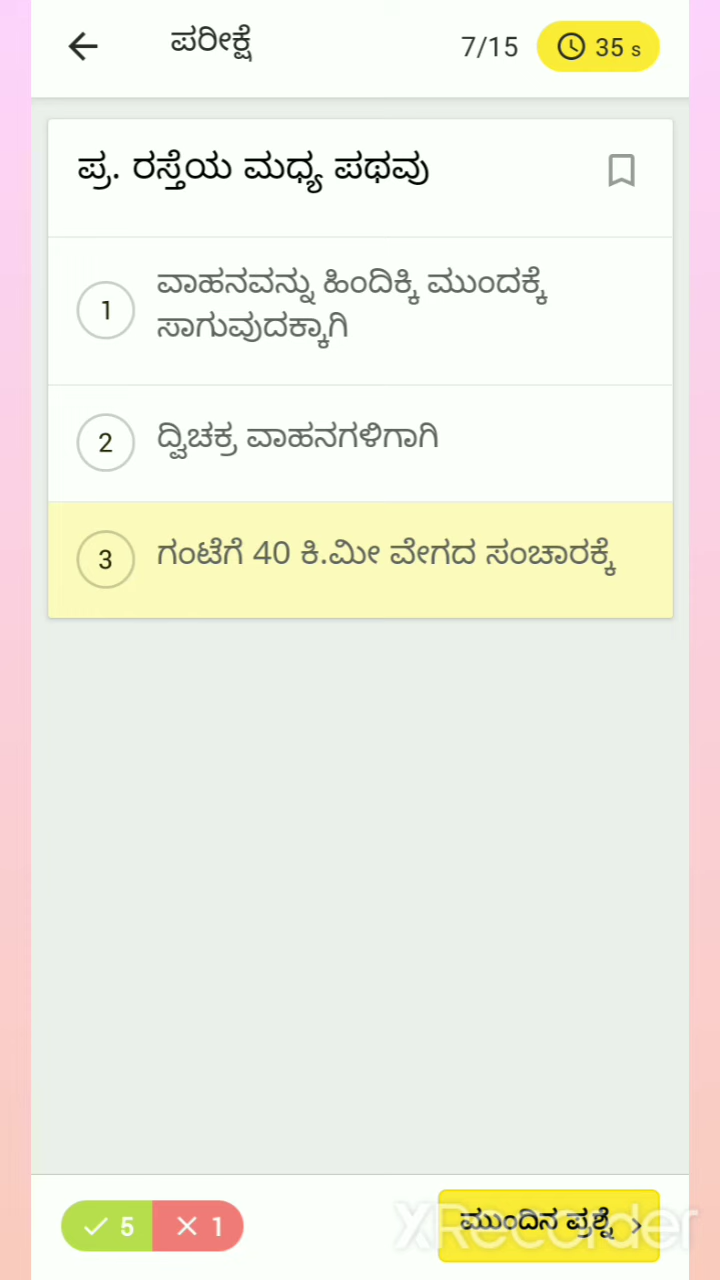 ಪರೀಕ್ಷೆ 7/15 35 s
ಪ್ರ. ರಸ್ತೆಯ ಮಧ್ಯ ಪಥವು
1 ವಾಹನವನ್ನು ಹಿಂದಿಕ್ಕಿ ಮುಂದಕ್ಕೆ
ಸಾಗುವುದಕ್ಕಾಗಿ
2 ದ್ವಿಚಕ್ರ ವಾಹನಗಳಿಗಾಗಿ
3 ಗಂಟೆಗೆ 40 ಕಿ.ಮೀ ವೇಗದ ಸಂಚಾರಕ್ಕೆ
5 1 ಮುಂದಿನ ಪ್ರಶ್ನೆ
XRecorder